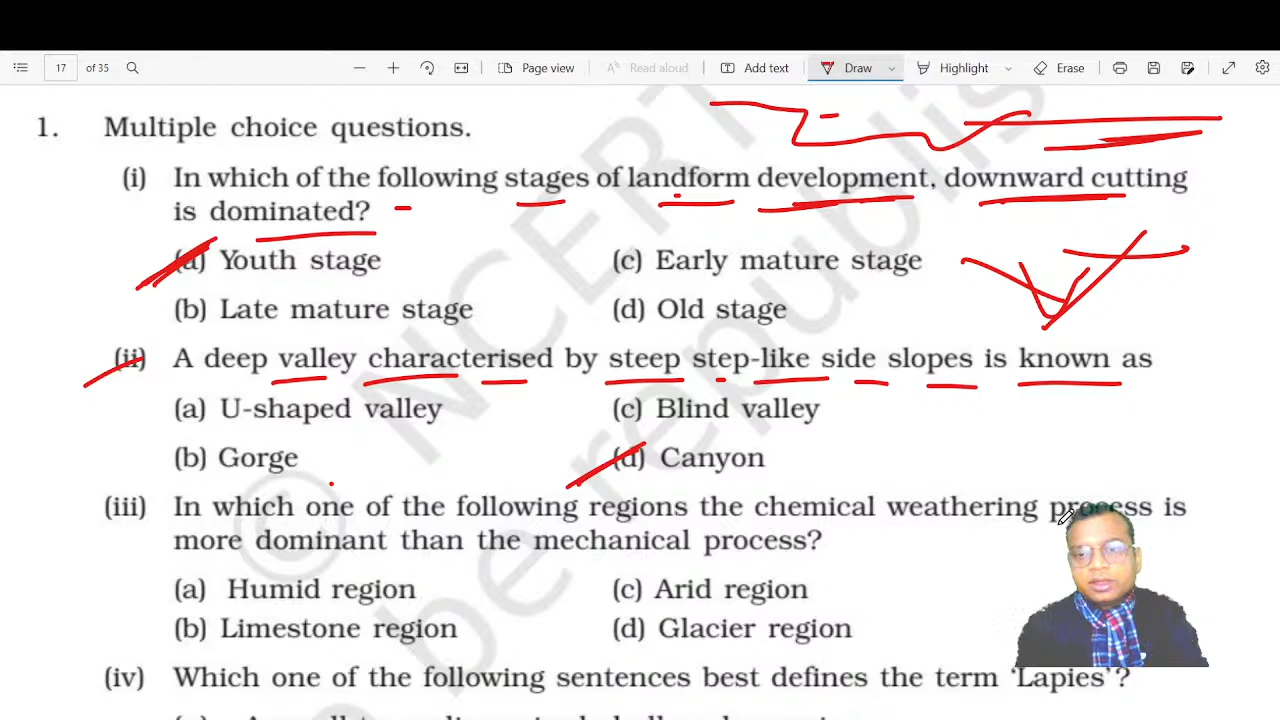 17 of 35 Page view Read aloud Add text Draw Highlight Erase
1. Multiple choice questions.
(i) In which of the following stages of landform development, downward cutting
is dominated?
(a) Youth stage (c) Early mature stage
(b) Late mature stage (d) Old stage
(ii) A deep valley characterised by steep step-like side slopes is known as
(a) U-shaped valley (c) Blind valley
(b) Gorge (d) Canyon
(iii) In which one of the following regions the chemical weathering process is
more dominant than the mechanical process?
(a) Humid region (c) Arid region
(b) Limestone region (d) Glacier region
(iv) Which one of the following sentences best defines the term ‘Lapies’?
© NCERT
be republis